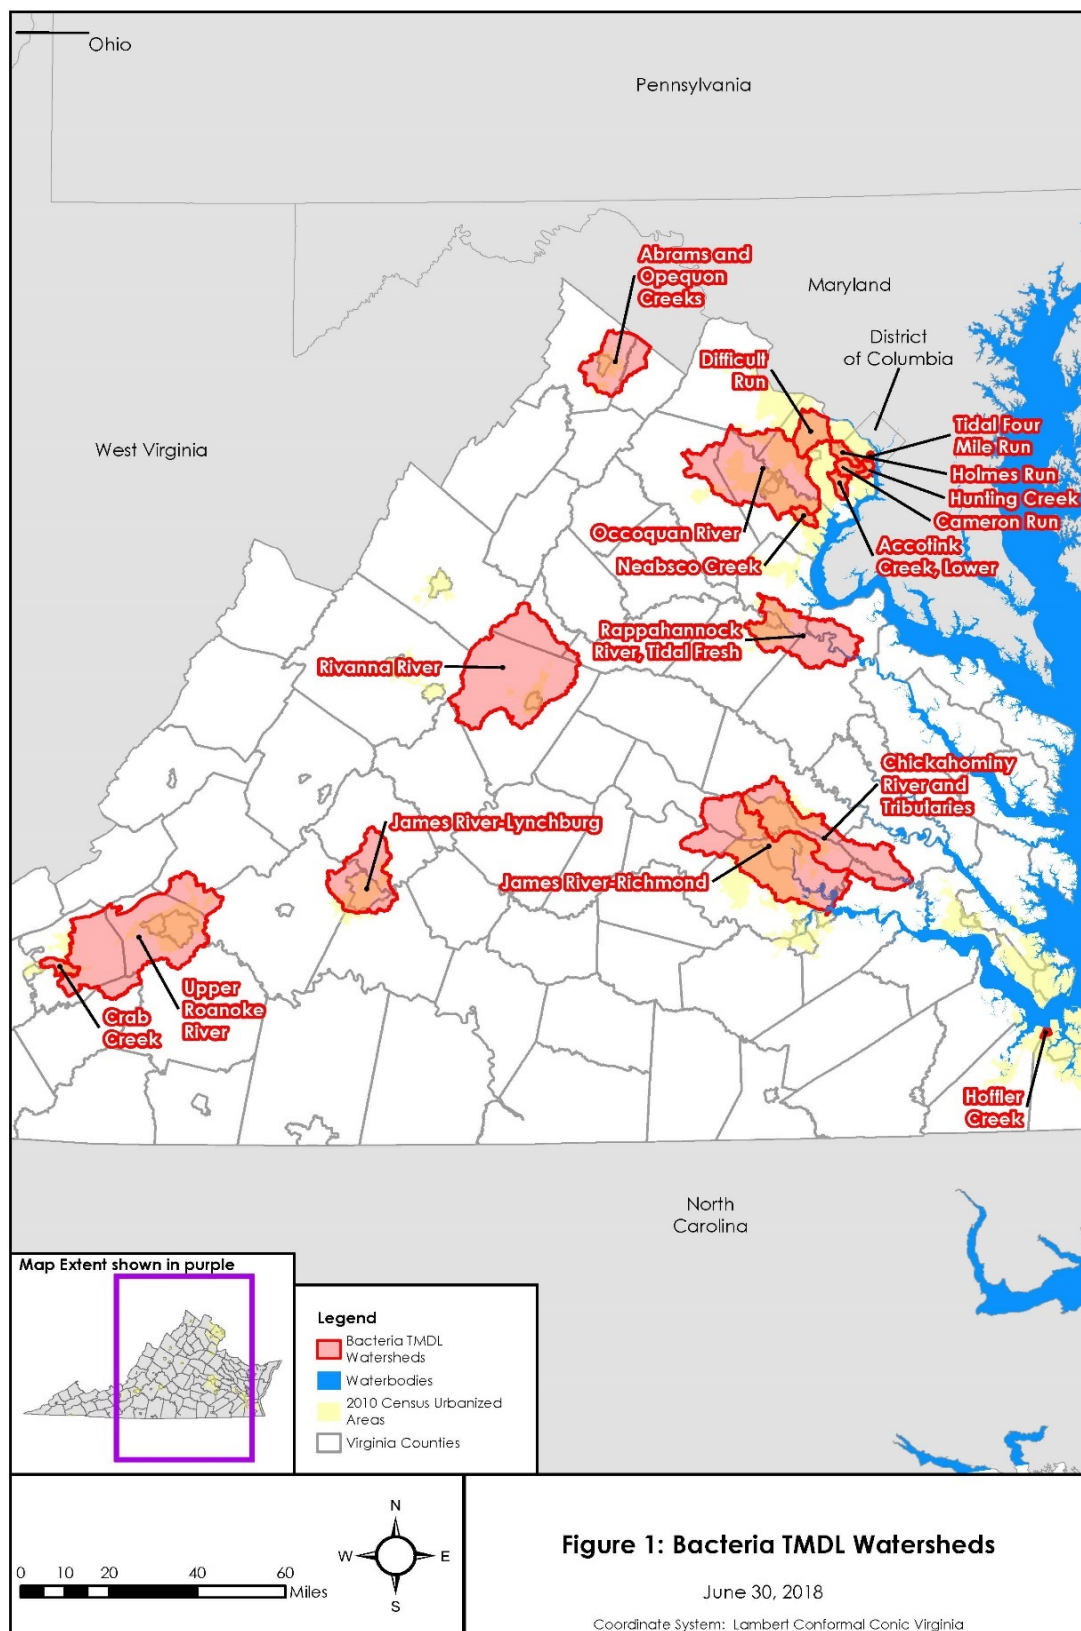 Ohio
Pennsylvania
Abrams and
Opequon
Creeks
Maryland
District
of Columbia
Difficult
Run
West Virginia
Tidal Four
Mile Run
Holmes Run
Hunting Creek
Cameron Run
Occoquan River
Accotink
Creek, Lower
Neabsco Creek
Rappahannock
River, Tidal Fresh
Rivanna River
Chickahominy
River and
Tributaries
James River-Lynchburg
James River-Richmond
Upper
Roanoke
River
Crab
Creek
Hoffler
Creek
North
Carolina
Map Extent shown in purple
Legend
Bacteria TMDL
Watersheds
Waterbodies
2010 Census Urbanized
Areas
Virginia Counties
N
W E
S
0 10 20 40 60
Miles
Figure 1: Bacteria TMDL Watersheds
June 30, 2018
Coordinate System: Lambert Conformal Conic Virginia